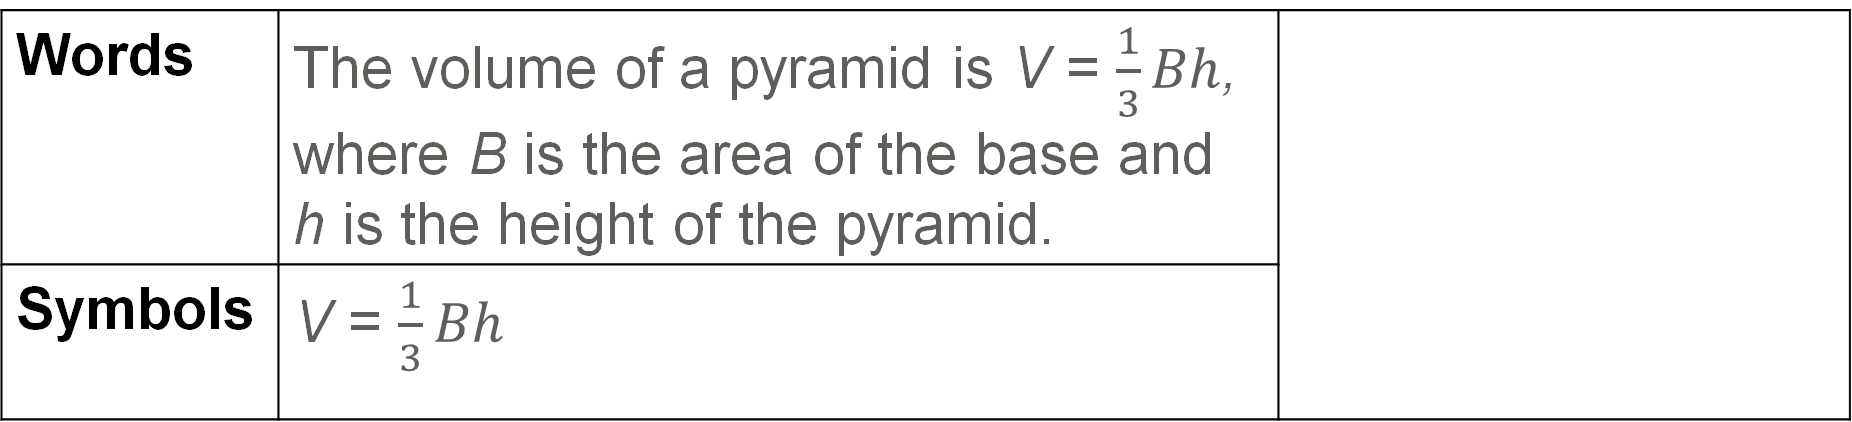 Words
The volume of a pyramid is V = 1/3 Bh,
where B is the area of the base and
h is the height of the pyramid.
Symbols
V = 1/3 Bh